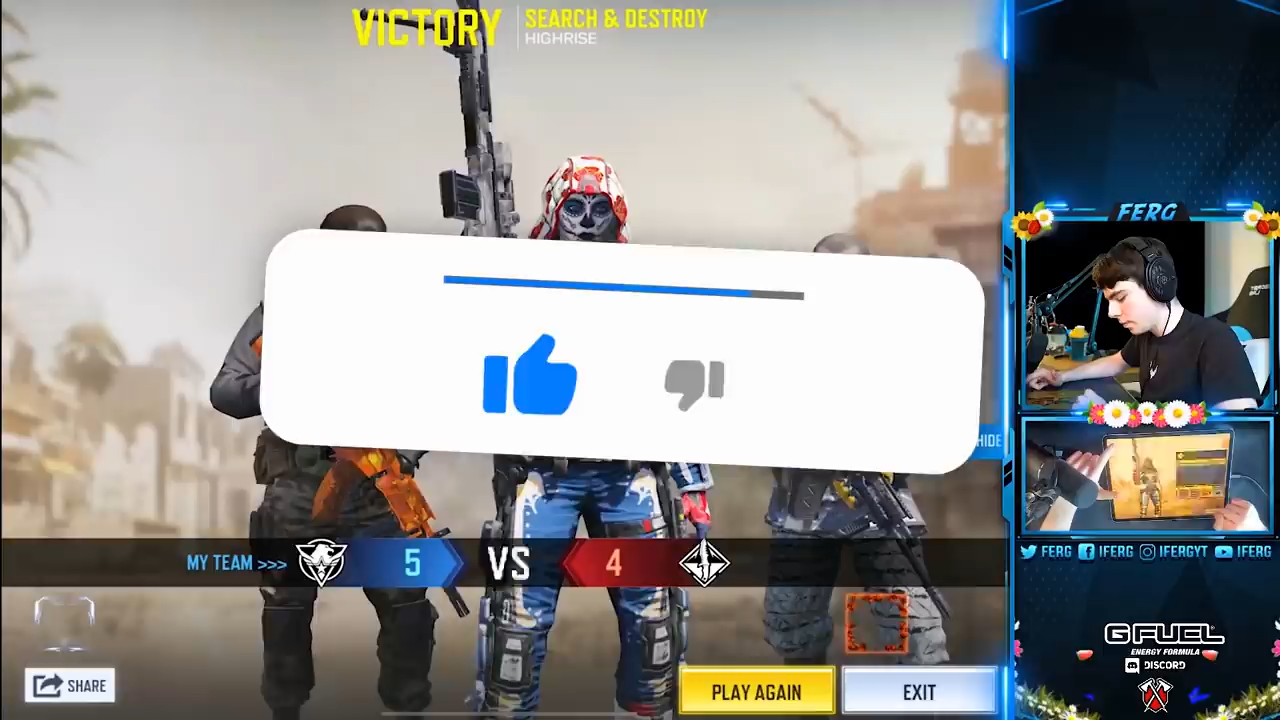 VICTORY
SEARCH & DESTROY
HIGHRISE
FERG
HIDE
MY TEAM >>>
5
VS
4
FERG
IFERG
IFERGYT
IFERG
G FUEL
ENERGY FORMULA
DISCORD
SHARE
PLAY AGAIN
EXIT